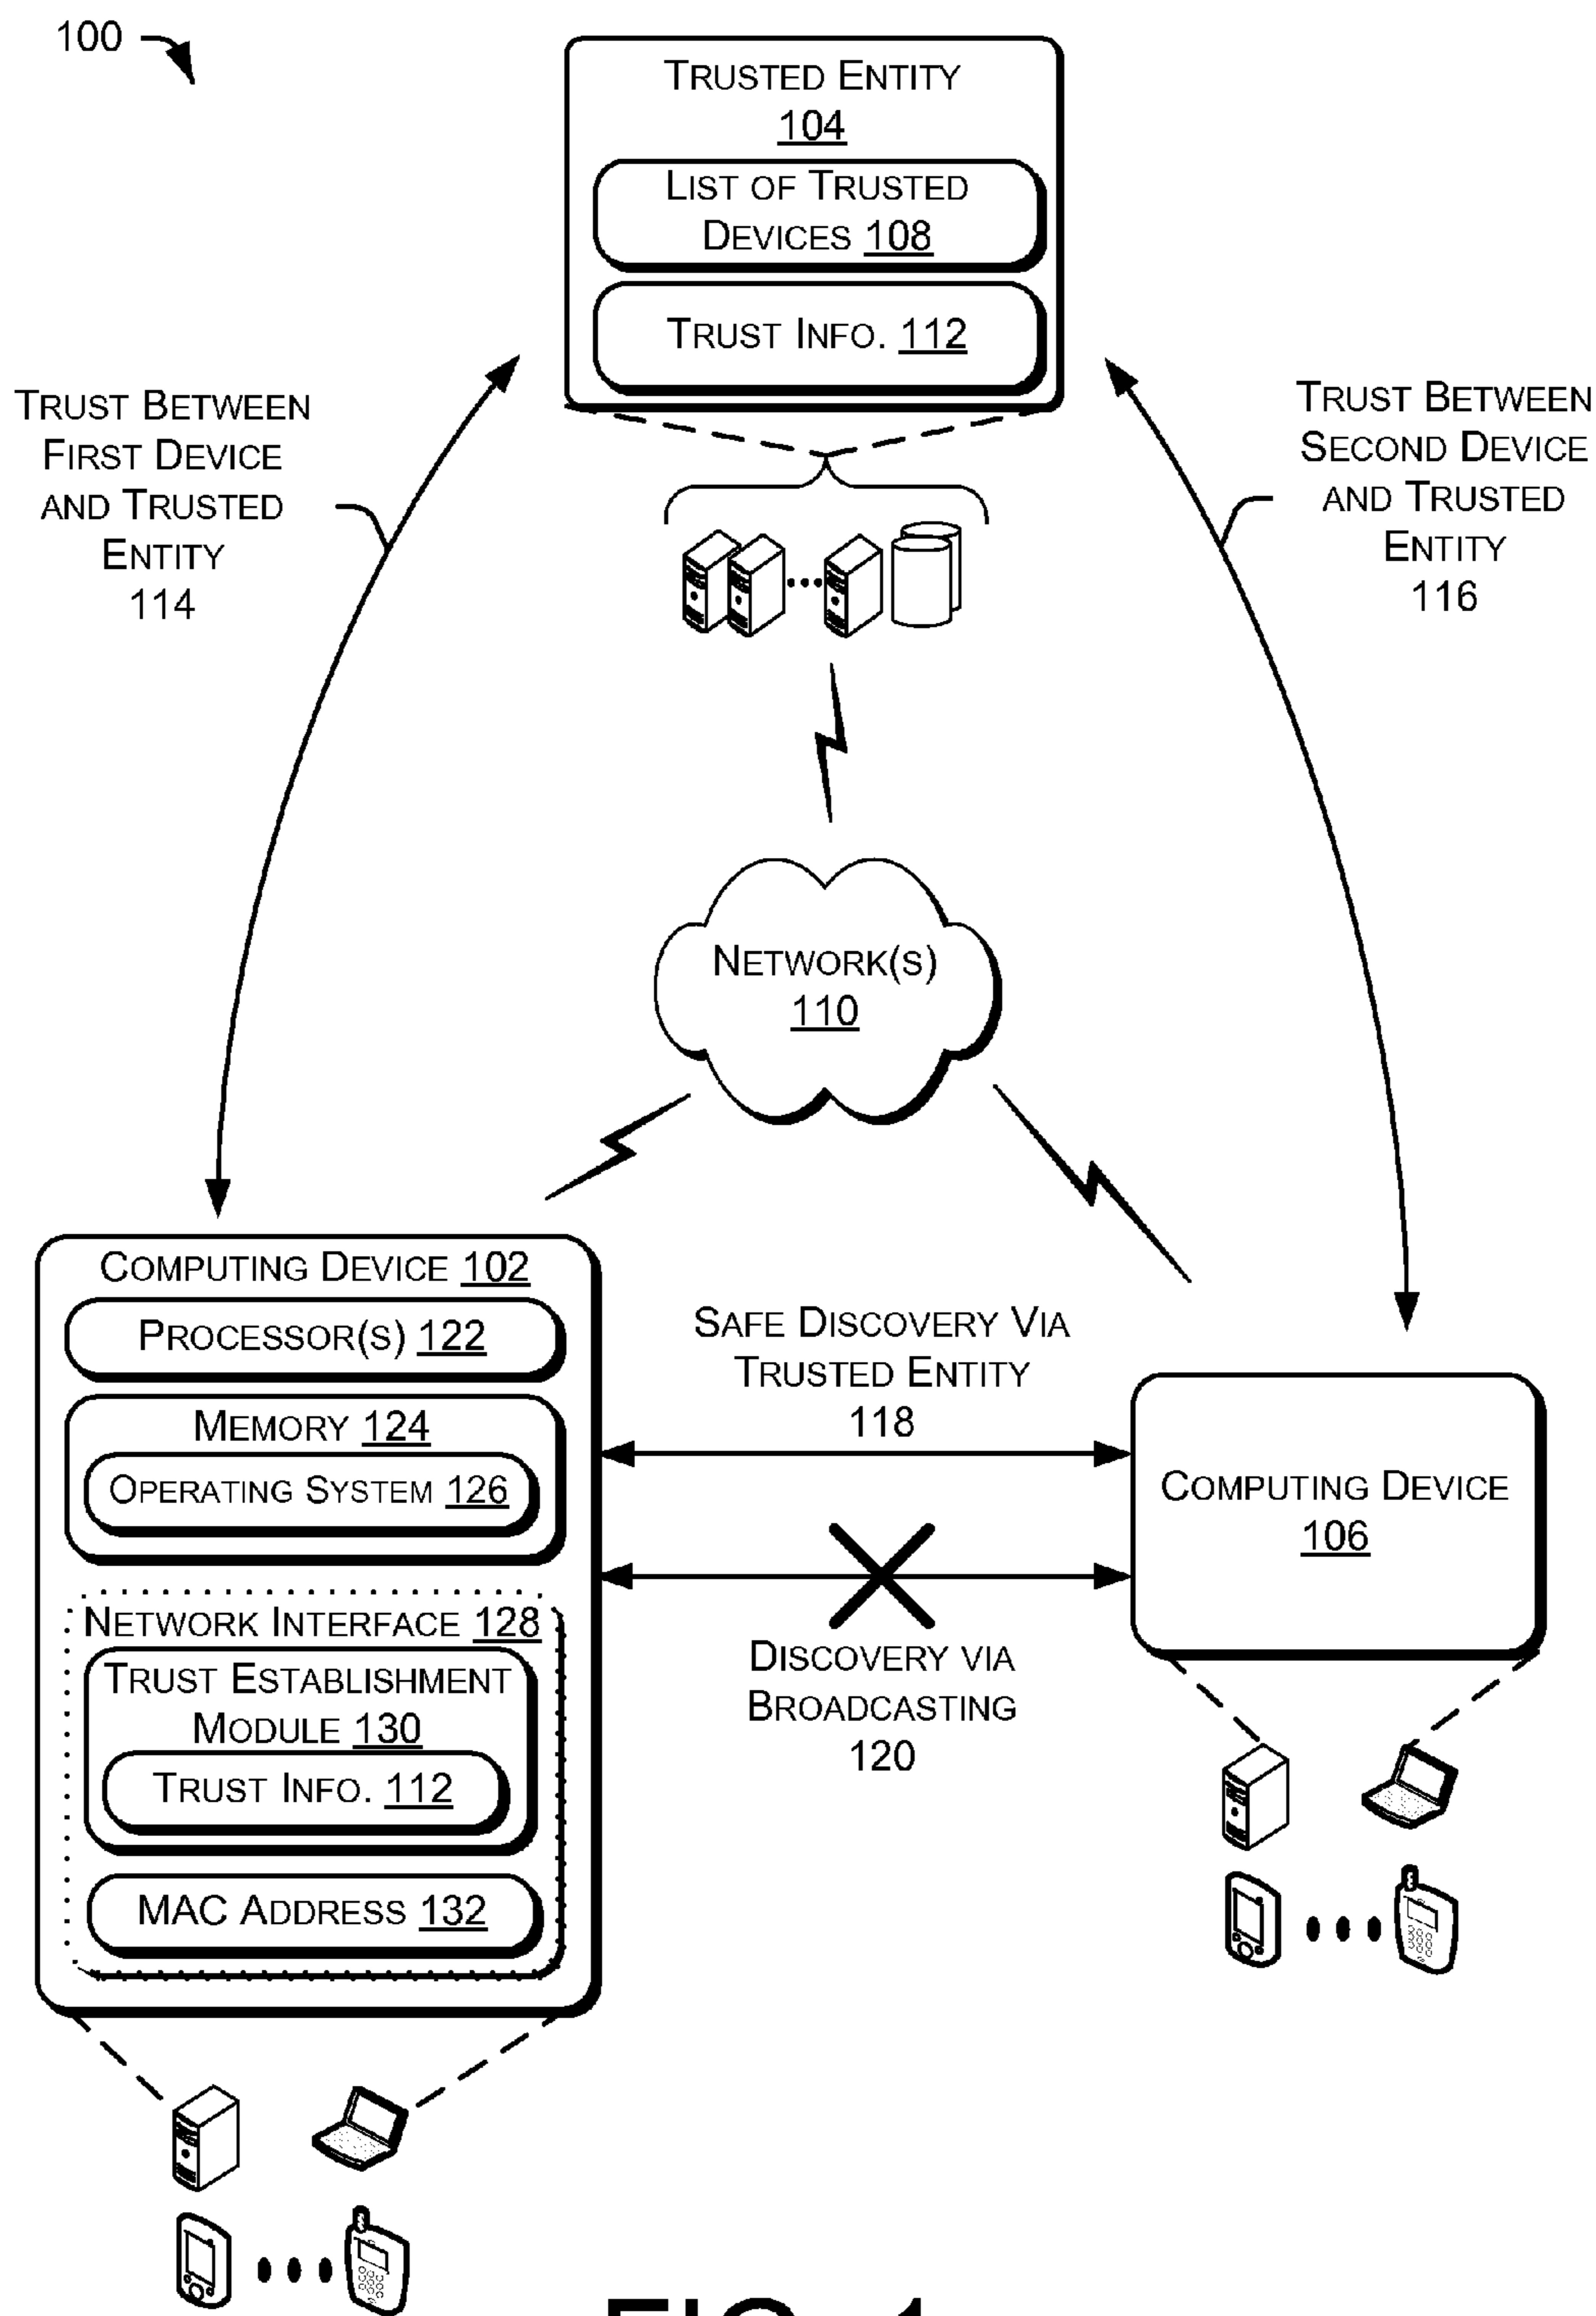 100
TRUSTED ENTITY
104
LIST OF TRUSTED
DEVICES 108
TRUST INFO. 112
TRUST BETWEEN
FIRST DEVICE
AND TRUSTED
ENTITY
114
TRUST BETWEEN
SECOND DEVICE
AND TRUSTED
ENTITY
116
NETWORK(S)
110
COMPUTING DEVICE 102
PROCESSOR(S) 122
MEMORY 124
OPERATING SYSTEM 126
NETWORK INTERFACE 128
TRUST ESTABLISHMENT
MODULE 130
TRUST INFO. 112
MAC ADDRESS 132
SAFE DISCOVERY VIA
TRUSTED ENTITY
118
DISCOVERY VIA
BROADCASTING
120
COMPUTING DEVICE
106
FIG. 1